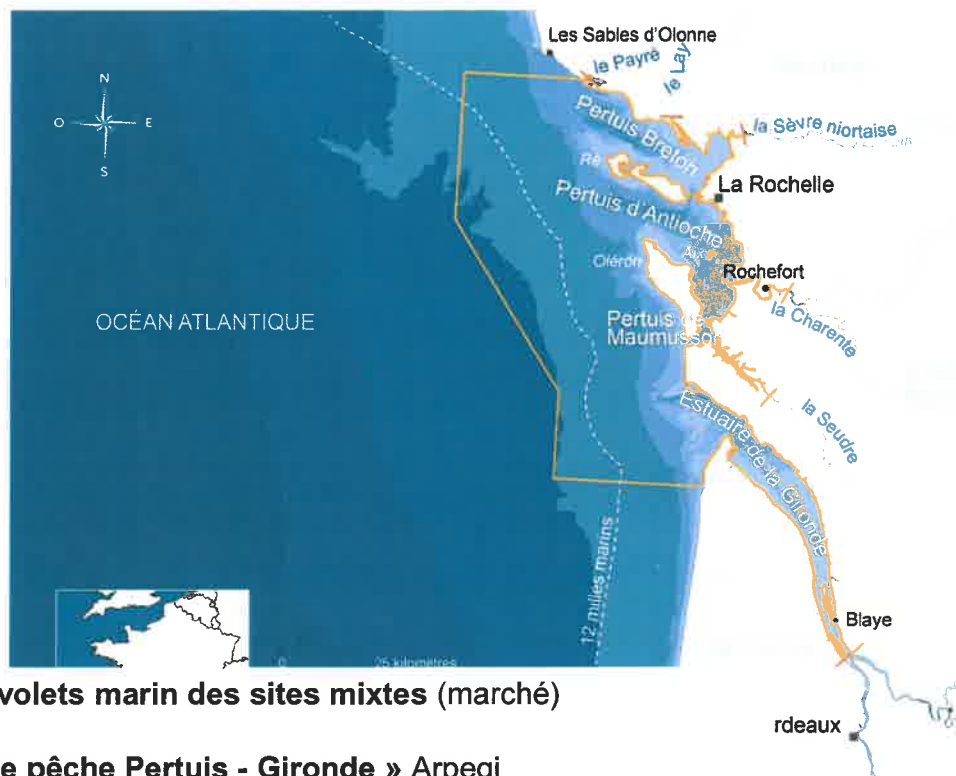 Les Sables d'Olonne
le Payré
le Lay
N
O
E
S
Pertuis Breton
la Sèvre niortaise
Ré
La Rochelle
Pertuis d'Antioche
Aix
Oléron
Rochefort
la Charente
OCÉAN ATLANTIQUE
Pertuis de
Maumusson
la Seudre
Estuaire de la Gironde
12 milles marins
Blaye
0
25 kilomètres
volets marin des sites mixtes (marché)
rdeaux
e pêche Pertuis - Gironde » Arpegi